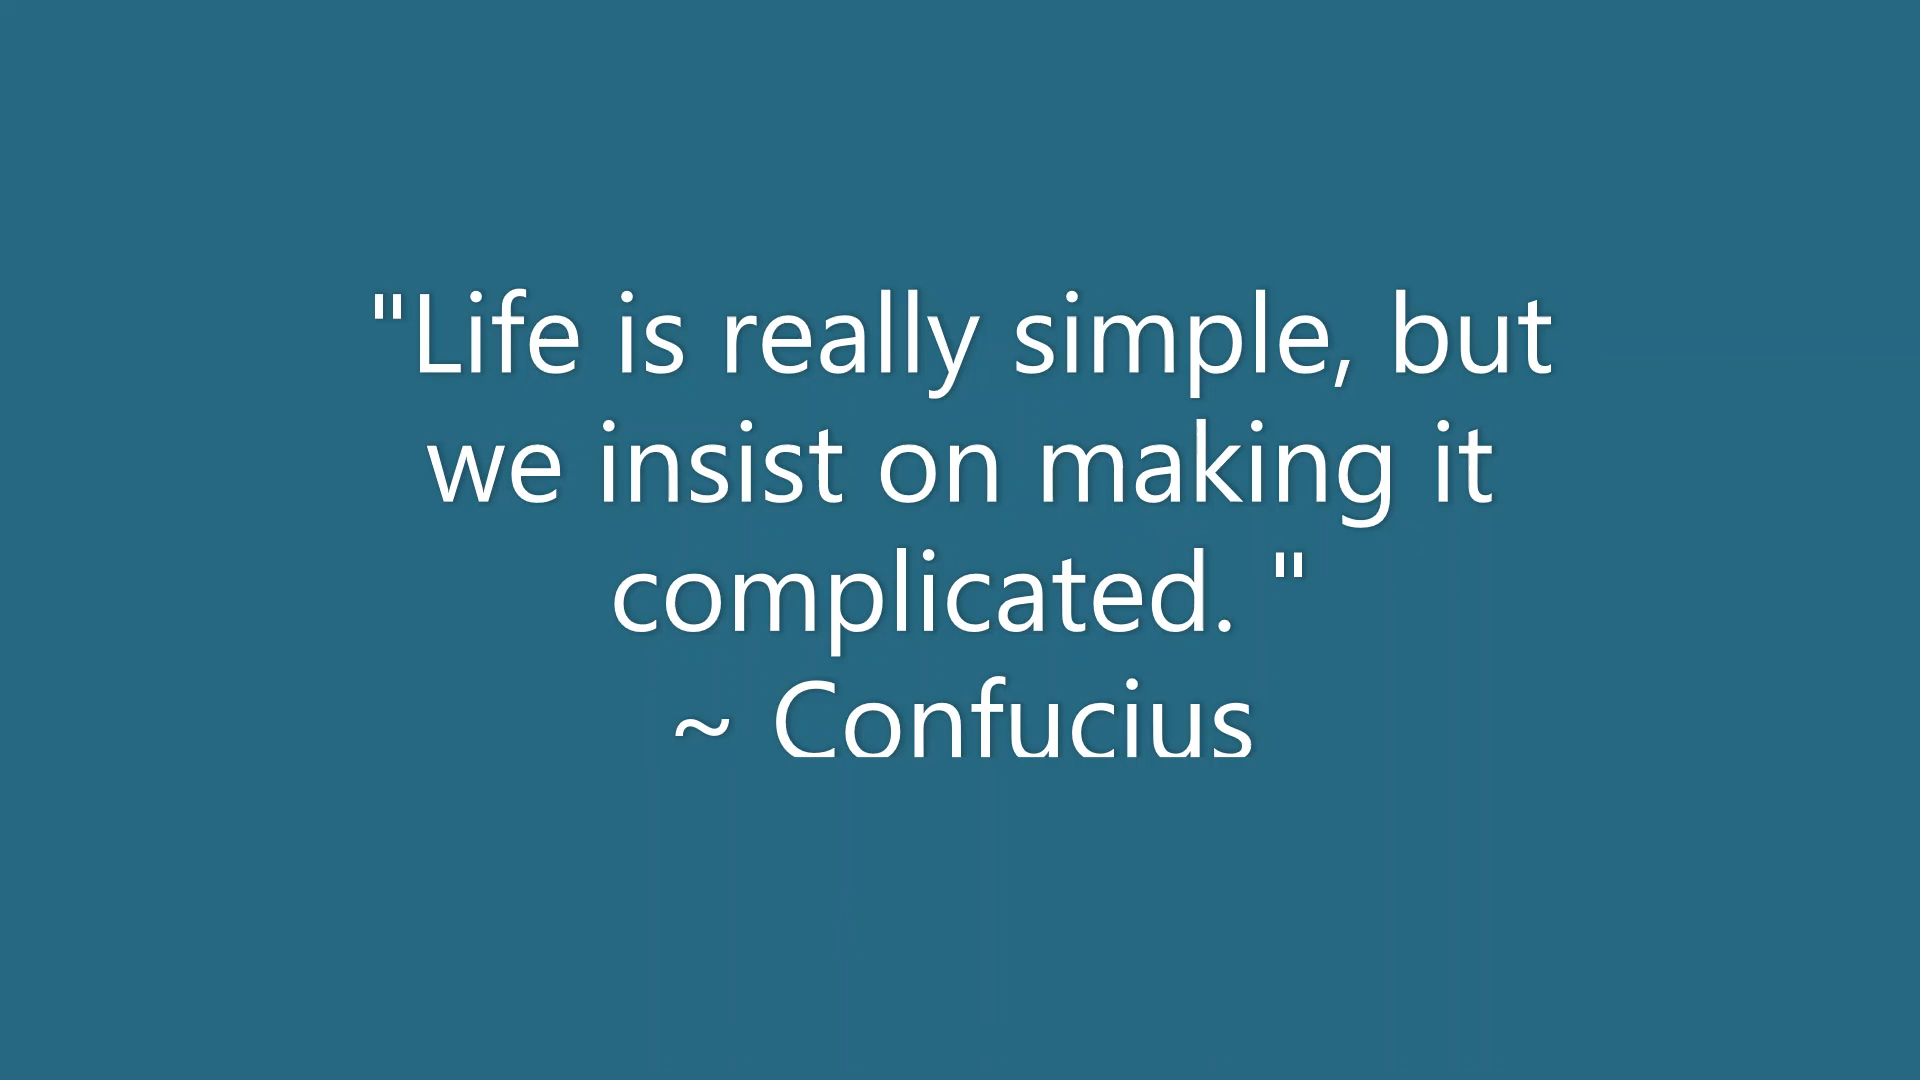 "Life is really simple, but
we insist on making it
complicated. "
~ Confucius